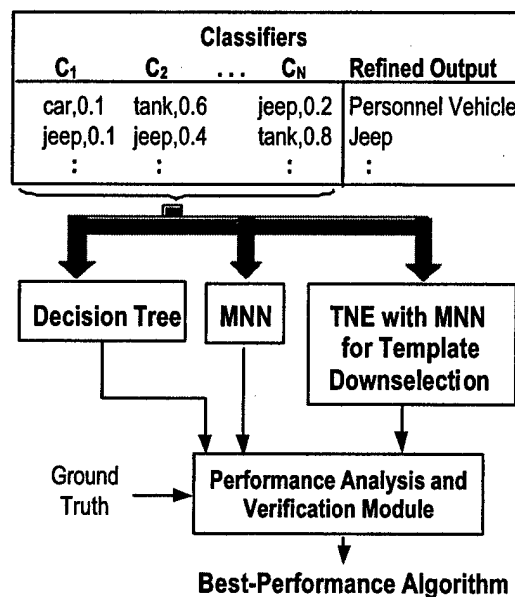 Classifiers
C₁ C₂ ... Cₙ Refined Output
car,0.1 tank,0.6 jeep,0.2 Personnel Vehicle
jeep,0.1 jeep,0.4 tank,0.8 Jeep
: : : :
Decision Tree
MNN
TNE with MNN
for Template
Downselection
Ground
Truth
Performance Analysis and
Verification Module
Best-Performance Algorithm